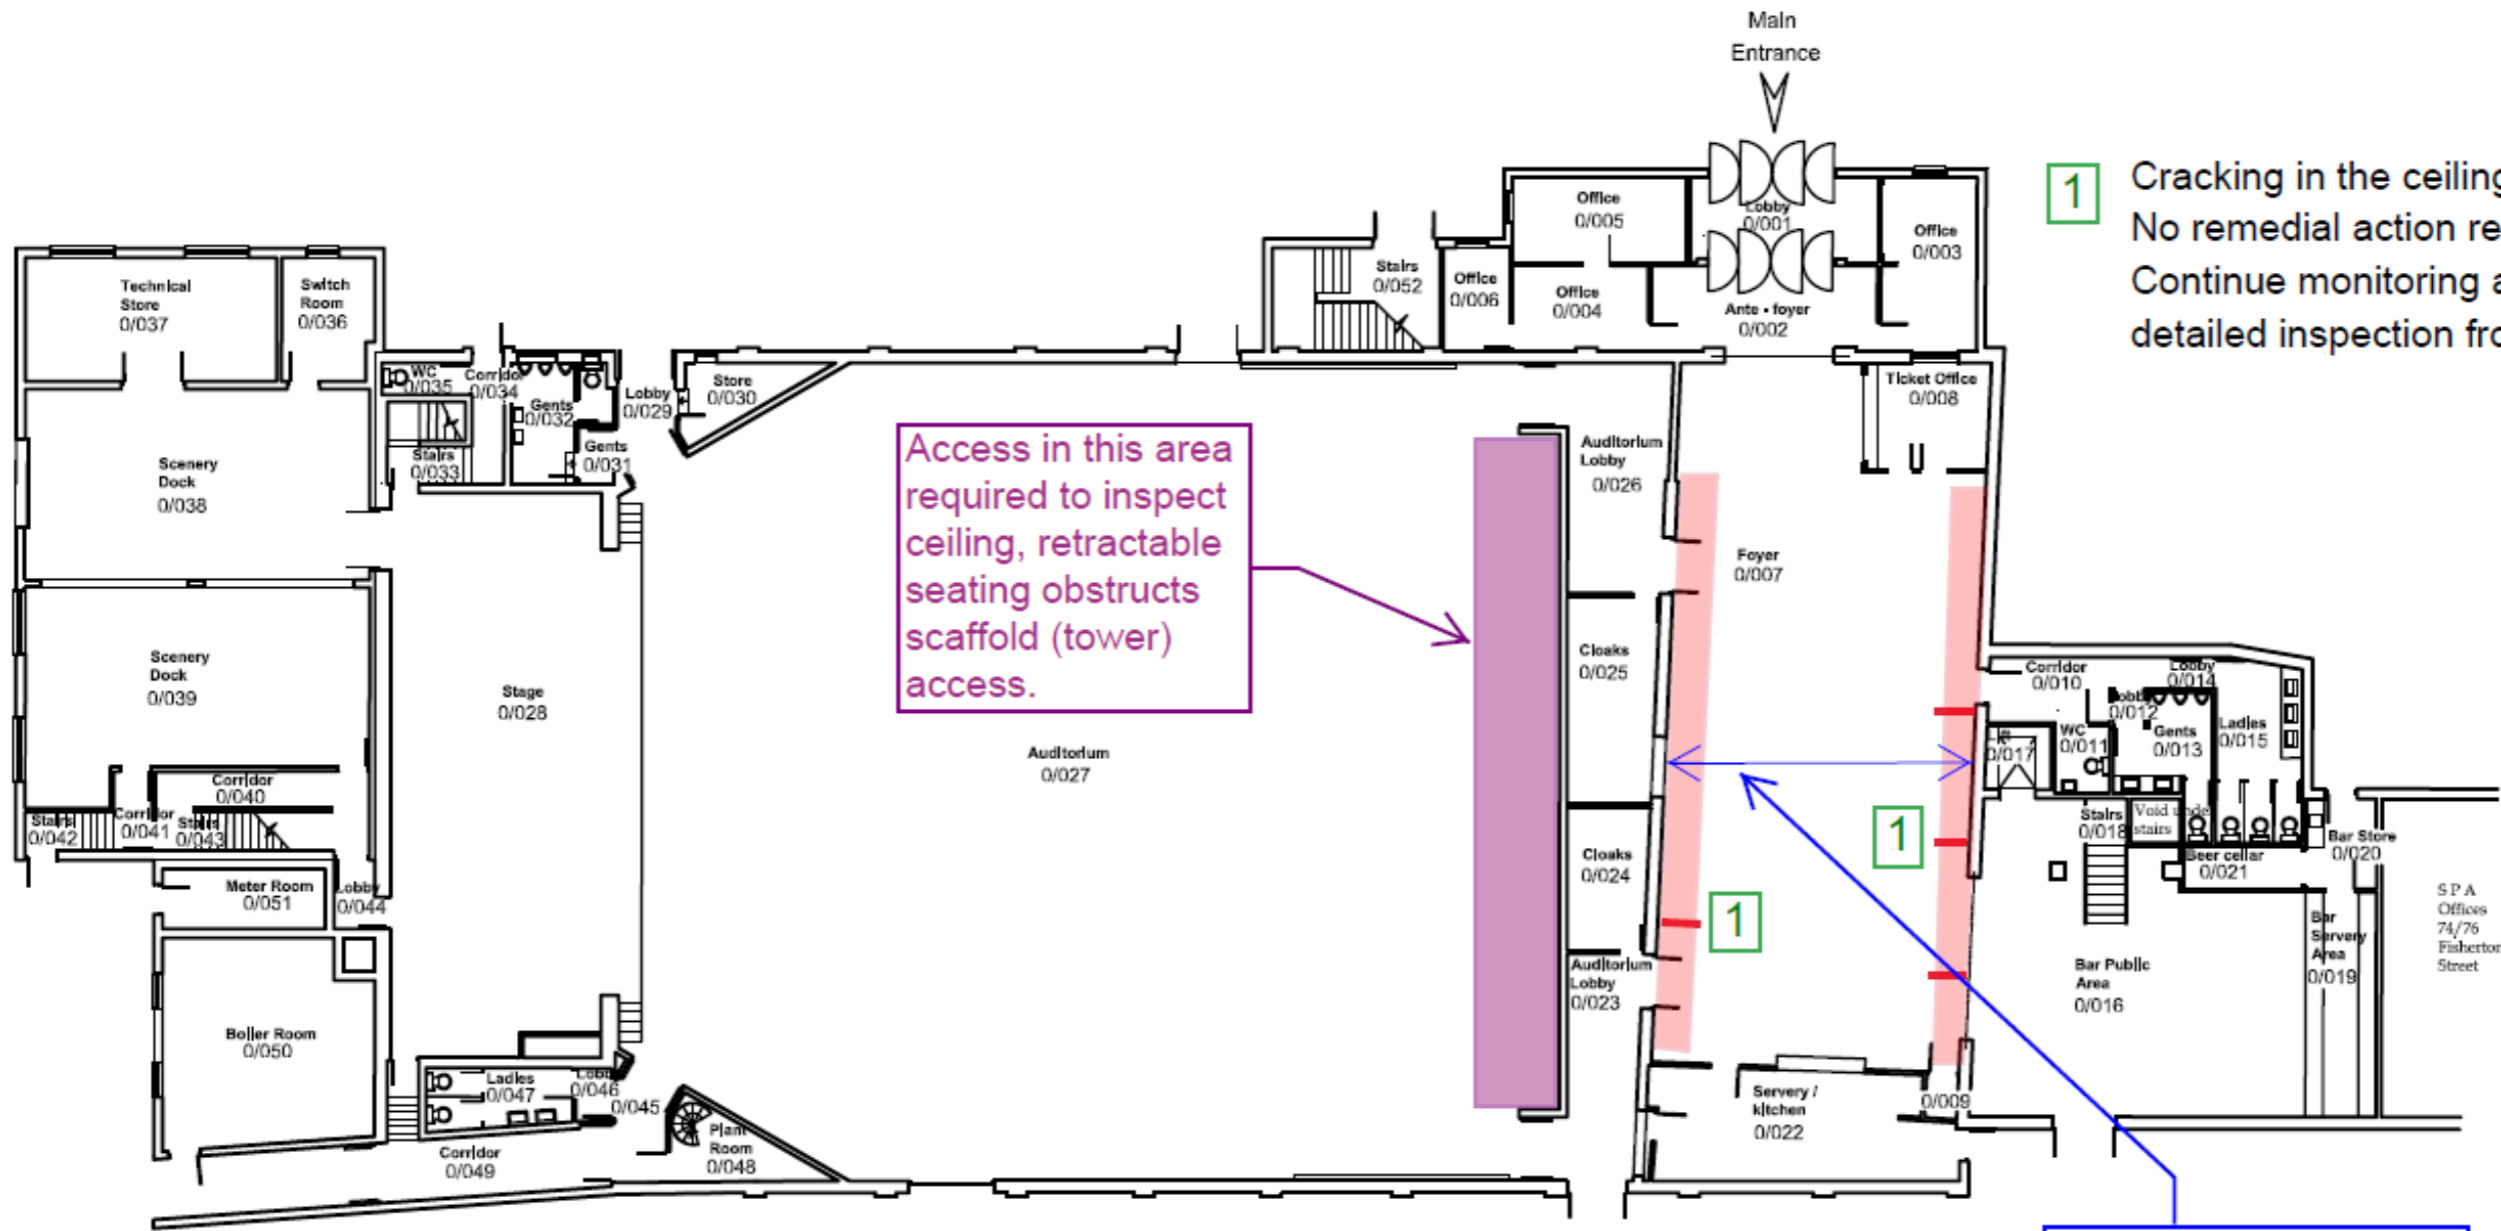 Main
Entrance
1
Cracking in the ceiling
No remedial action re
Continue monitoring a
detailed inspection fro
Office
0/005
Lobby
0/001
Office
0/003
Stairs
0/052
Office
0/006
Office
0/004
Ante - foyer
0/002
Technical
Store
0/037
Switch
Room
0/036
WC
0/035
Corridor
0/034
Gents
0/032
Lobby
0/029
Store
0/030
Ticket Office
0/008
Stairs
0/033
Gents
0/031
Scenery
Dock
0/038
Access in this area
required to inspect
ceiling, retractable
seating obstructs
scaffold (tower)
access.
Auditorium
Lobby
0/026
Foyer
0/007
Cloaks
0/025
Scenery
Dock
0/039
Stage
0/028
Auditorium
0/027
Corridor
0/010
Lobby
0/014
Lobby
0/012
WC
0/011
Gents
0/013
Ladies
0/015
0/017
Corridor
0/040
Stairs
0/042
Corridor
0/041
Stairs
0/043
1
Stairs
0/018
Void unde
stairs
Bar Store
0/020
Beer cellar
0/021
Cloaks
0/024
Meter Room
0/051
Lobby
0/044
1
S P A
Offices
74/76
Fisherton
Street
Bar
Servery
Area
0/019
Auditorium
Lobby
0/023
Bar Public
Area
0/016
Boiler Room
0/050
Ladies
0/047
Lobby
0/046
0/045
Servery /
kitchen
0/022
0/009
Plant
Room
0/048
Corridor
0/049